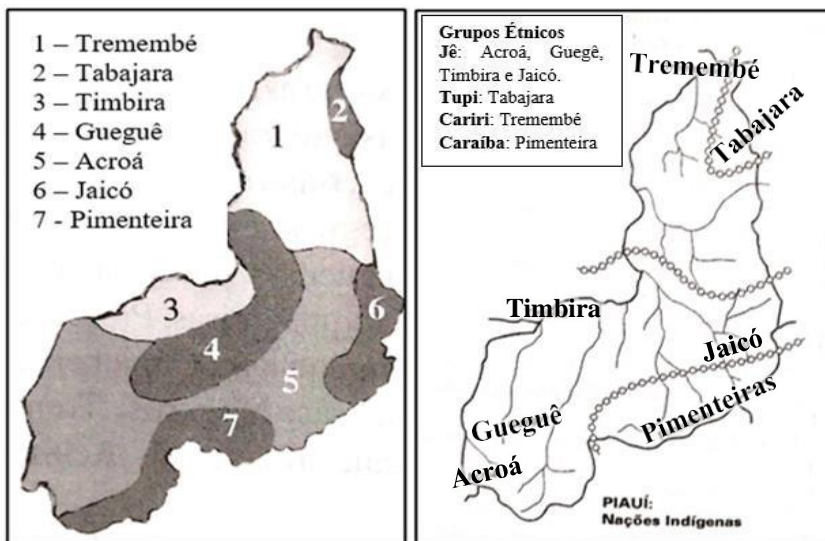 1 – Tremembé
2 – Tabajara
3 – Timbira
4 – Gueguê
5 – Acroá
6 – Jaicó
7 - Pimenteira
1
2
3
4
5
6
7
Grupos Étnicos
Jê: Acroá, Guegê,
Timbira e Jaicó.
Tupi: Tabajara
Cariri: Tremembé
Caraíba: Pimenteira
Tremembé
Tabajara
Timbira
Jaicó
Pimenteiras
Gueguê
Acroá
PIAUÍ:
Nações Indígenas